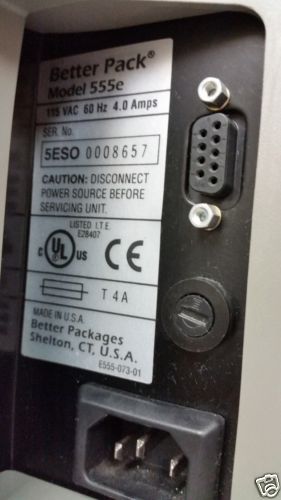 Better Pack®
Model 555e
115 VAC 60 Hz 4.0 Amps
SER. No.
5ESO 0008657
CAUTION: DISCONNECT
POWER SOURCE BEFORE
SERVICING UNIT.
LISTED I.T.E.
E28407
C UL US CE
T 4A
MADE IN U.S.A.
Better Packages
Shelton, CT, U.S.A.
E555-073-01